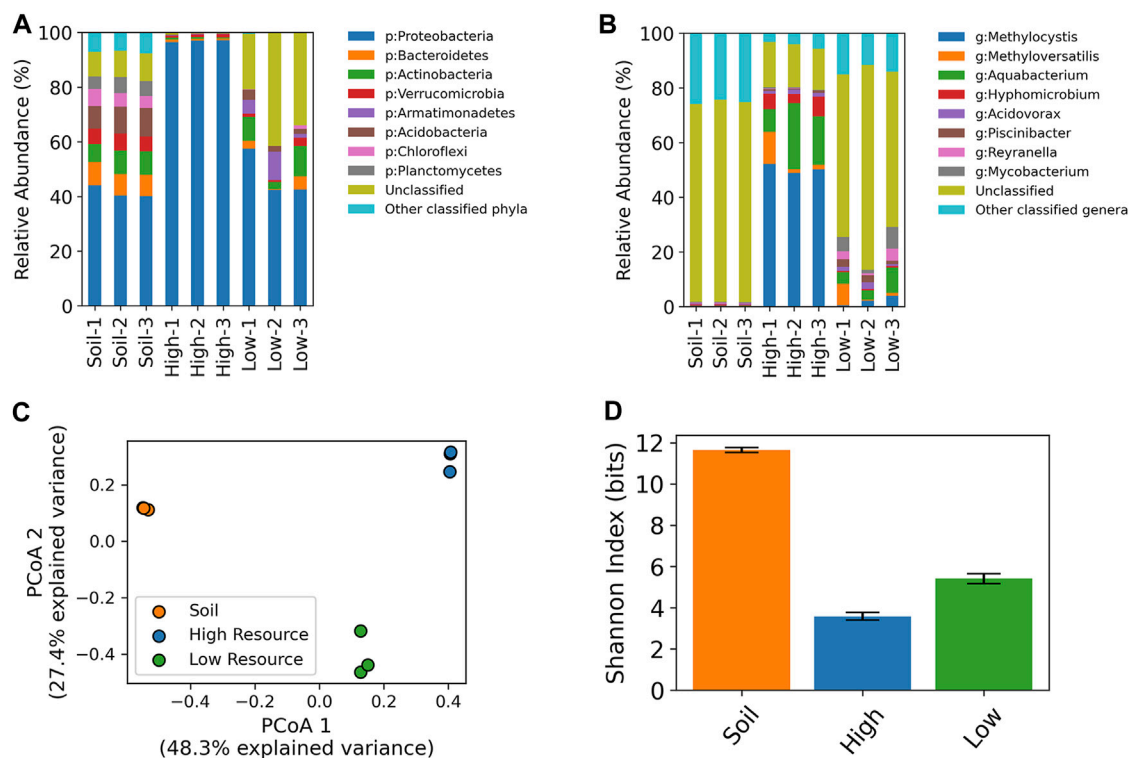 A
Relative Abundance (%)
100
80
60
40
20
0
Soil-1
Soil-2
Soil-3
High-1
High-2
High-3
Low-1
Low-2
Low-3
p:Proteobacteria
p:Bacteroidetes
p:Actinobacteria
p:Verrucomicrobia
p:Armatimonadetes
p:Acidobacteria
p:Chloroflexi
p:Planctomycetes
Unclassified
Other classified phyla
B
Relative Abundance (%)
100
80
60
40
20
0
Soil-1
Soil-2
Soil-3
High-1
High-2
High-3
Low-1
Low-2
Low-3
g:Methylocystis
g:Methyloversatilis
g:Aquabacterium
g:Hyphomicrobium
g:Acidovorax
g:Piscinibacter
g:Reyranella
g:Mycobacterium
Unclassified
Other classified genera
C
PCoA 2
(27.4% explained variance)
0.2
0.0
−0.2
−0.4
Soil
High Resource
Low Resource
−0.4
−0.2
0.0
0.2
0.4
PCoA 1
(48.3% explained variance)
D
Shannon Index (bits)
12
10
8
6
4
2
0
Soil
High
Low